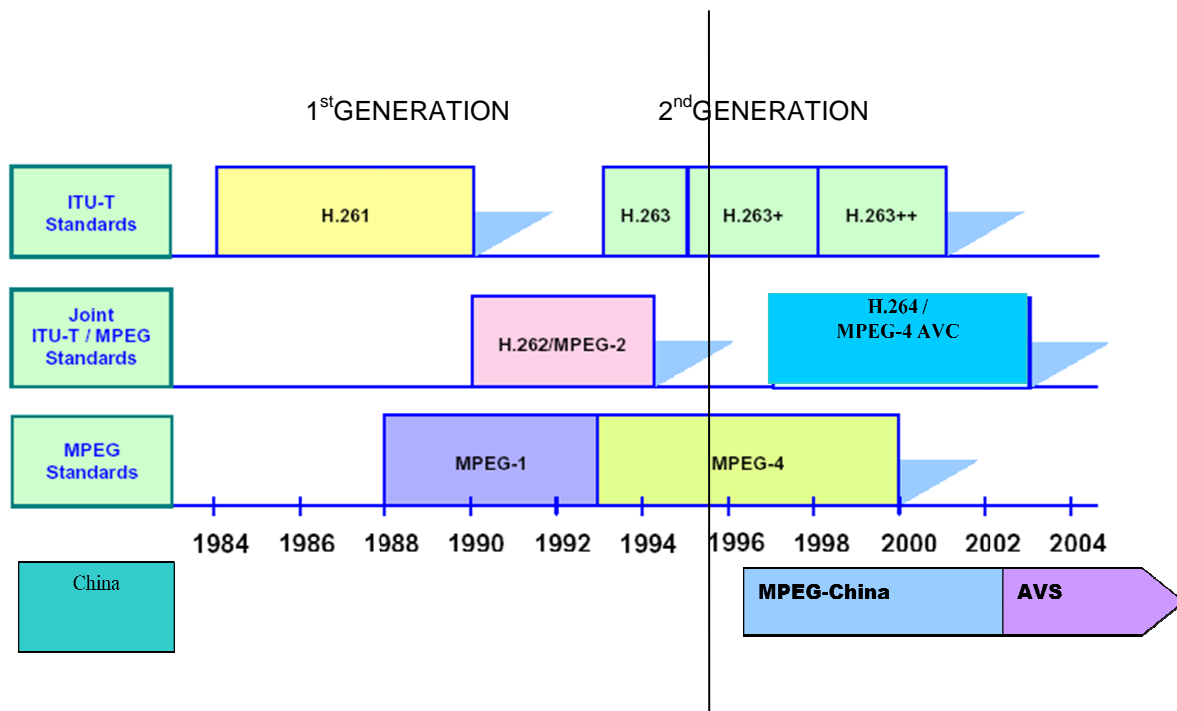 1stGENERATION
2ndGENERATION
ITU-T
Standards
H.261
H.263
H.263+
H.263++
Joint
ITU-T / MPEG
Standards
H.262/MPEG-2
H.264 /
MPEG-4 AVC
MPEG
Standards
MPEG-1
MPEG-4
1984 1986 1988 1990 1992 1994 1996 1998 2000 2002 2004
China
MPEG-China
AVS